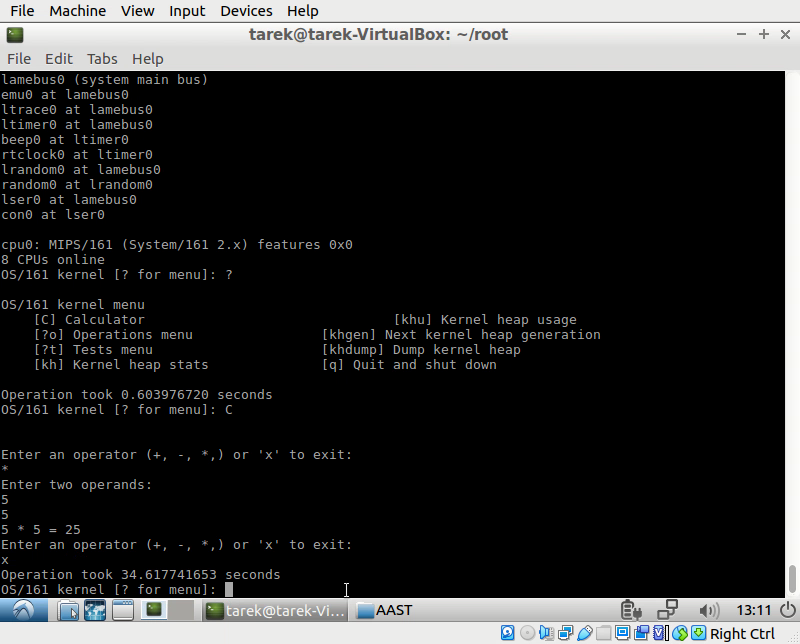 File Machine View Input Devices Help
tarek@tarek-VirtualBox: ~/root
File Edit Tabs Help
lamebus0 (system main bus)
emu0 at lamebus0
ltrace0 at lamebus0
ltimer0 at lamebus0
beep0 at ltimer0
rtclock0 at ltimer0
lrandom0 at lamebus0
random0 at lrandom0
lser0 at lamebus0
con0 at lser0
cpu0: MIPS/161 (System/161 2.x) features 0x0
8 CPUs online
OS/161 kernel [? for menu]: ?
OS/161 kernel menu
[C] Calculator [khu] Kernel heap usage
[?o] Operations menu [khgen] Next kernel heap generation
[?t] Tests menu [khdump] Dump kernel heap
[kh] Kernel heap stats [q] Quit and shut down
Operation took 0.603976720 seconds
OS/161 kernel [? for menu]: C
Enter an operator (+, -, *,) or 'x' to exit:
*
Enter two operands:
5
5
5 * 5 = 25
Enter an operator (+, -, *,) or 'x' to exit:
x
Operation took 34.617741653 seconds
OS/161 kernel [? for menu]:
tarek@tarek-Vi... AAST 13:11
Right Ctrl